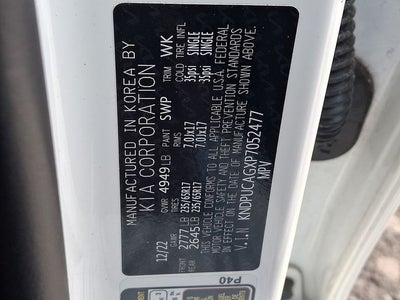 MANUFACTURED IN KOREA BY
KIA CORPORATION
12/22 GVWR 4949LB PAINT SWP TRIM WK
GAWR TIRES RIMS COLD TIRE INFL
FRONT 2777LB 235/65R17 7.0Jx17 35psi SINGLE
REAR 2645LB 235/65R17 7.0Jx17 35psi SINGLE
THIS VEHICLE CONFORMS TO ALL APPLICABLE U.S.A. FEDERAL
MOTOR VEHICLE SAFETY AND THEFT PREVENTION STANDARDS
IN EFFECT ON THE DATE OF MANUFACTURE SHOWN ABOVE.
V.I.N KNDPUCAGXP7052477
MPV
P40